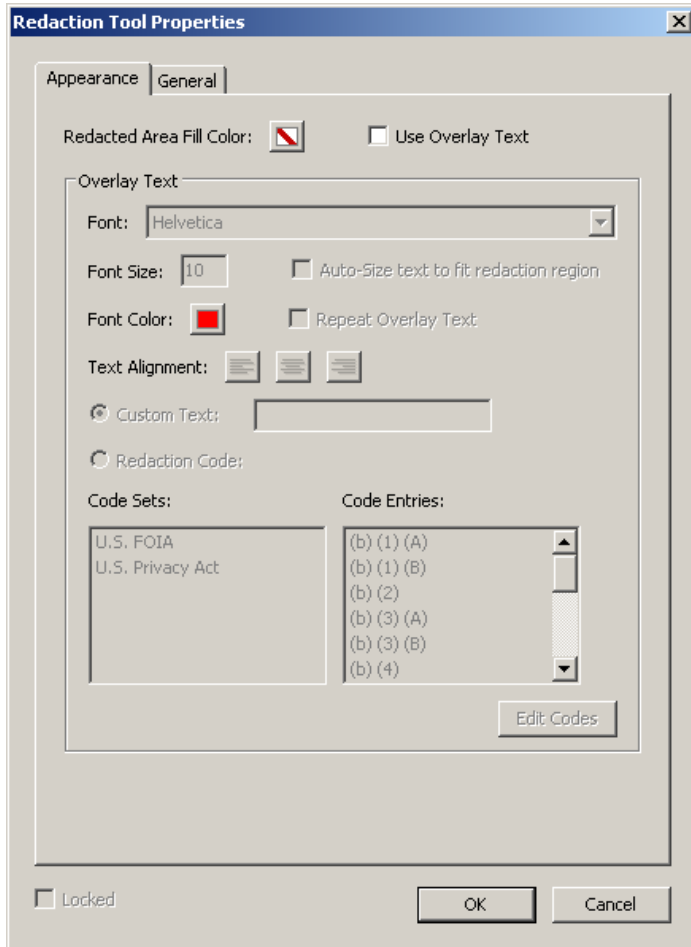 Redaction Tool Properties
Appearance General
Redacted Area Fill Color: Use Overlay Text
Overlay Text
Font: Helvetica
Font Size: 10 Auto-Size text to fit redaction region
Font Color: Repeat Overlay Text
Text Alignment:
Custom Text:
Redaction Code:
Code Sets: Code Entries:
U.S. FOIA (b) (1) (A)
U.S. Privacy Act (b) (1) (B)
(b) (2)
(b) (3) (A)
(b) (3) (B)
(b) (4)
Edit Codes
Locked OK Cancel